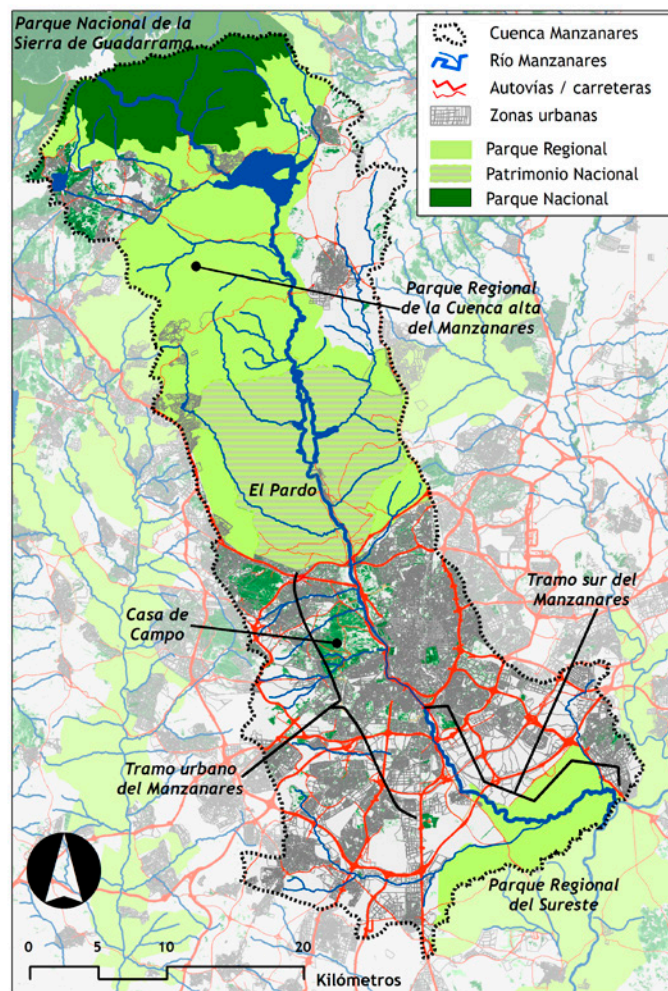 Parque Nacional de la
Sierra de Guadarrama
Cuenca Manzanares
Río Manzanares
Autovías / carreteras
Zonas urbanas
Parque Regional
Patrimonio Nacional
Parque Nacional
Parque Regional
de la Cuenca alta
del Manzanares
El Pardo
Tramo sur del
Manzanares
Casa de
Campo
Tramo urbano
del Manzanares
Parque Regional
del Sureste
0 5 10 20
Kilómetros